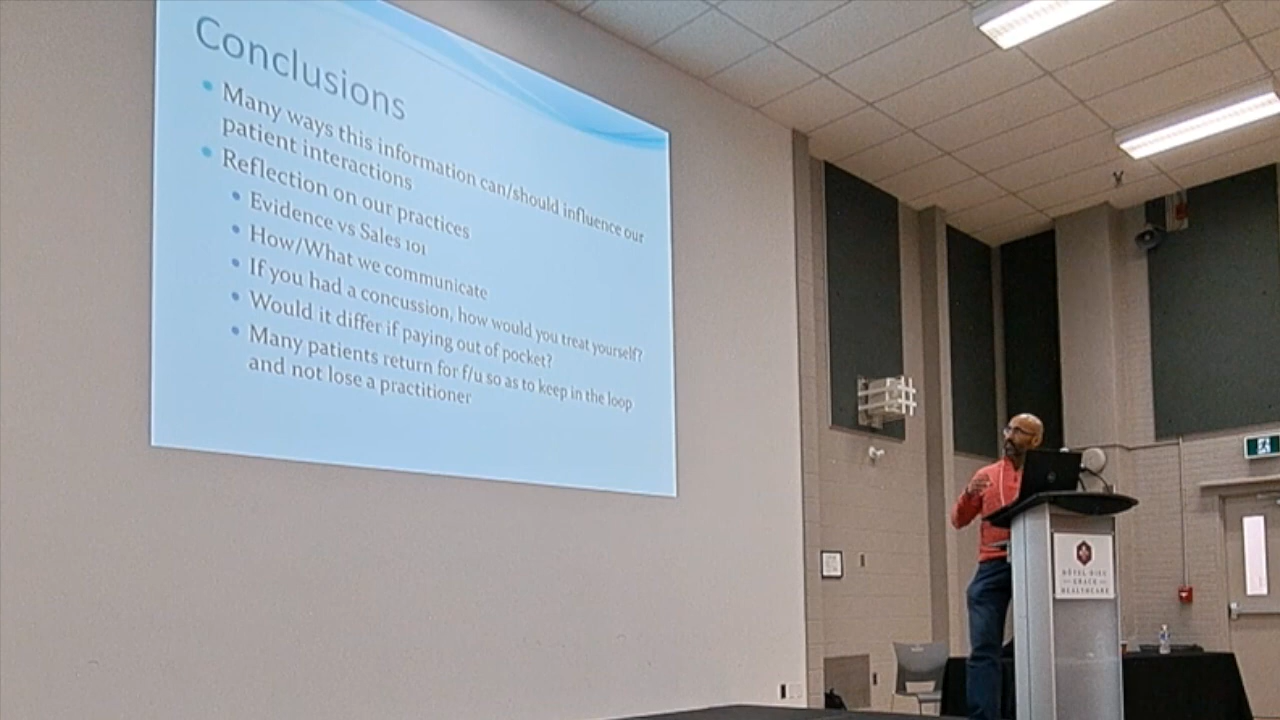 Conclusions
Many ways this information can/should influence our
patient interactions
Reflection on our practices
Evidence vs Sales 101
How/What we communicate
If you had a concussion, how would you treat yourself?
Would it differ if paying out of pocket?
Many patients return for f/u so as to keep in the loop
and not lose a practitioner
HÔTEL-DIEU
GRACE
HEALTHCARE